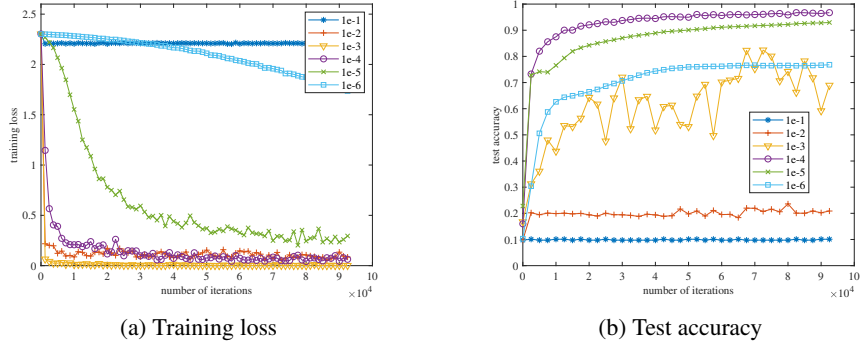 2.5
2
1.5
1
0.5
0
training loss
0 1 2 3 4 5 6 7 8 9 10
number of iterations
×10^4
1e-1
1e-2
1e-3
1e-4
1e-5
1e-6
(a) Training loss
1
0.9
0.8
0.7
0.6
0.5
0.4
0.3
0.2
0.1
0
test accuracy
0 1 2 3 4 5 6 7 8 9 10
number of iterations
×10^4
1e-1
1e-2
1e-3
1e-4
1e-5
1e-6
(b) Test accuracy